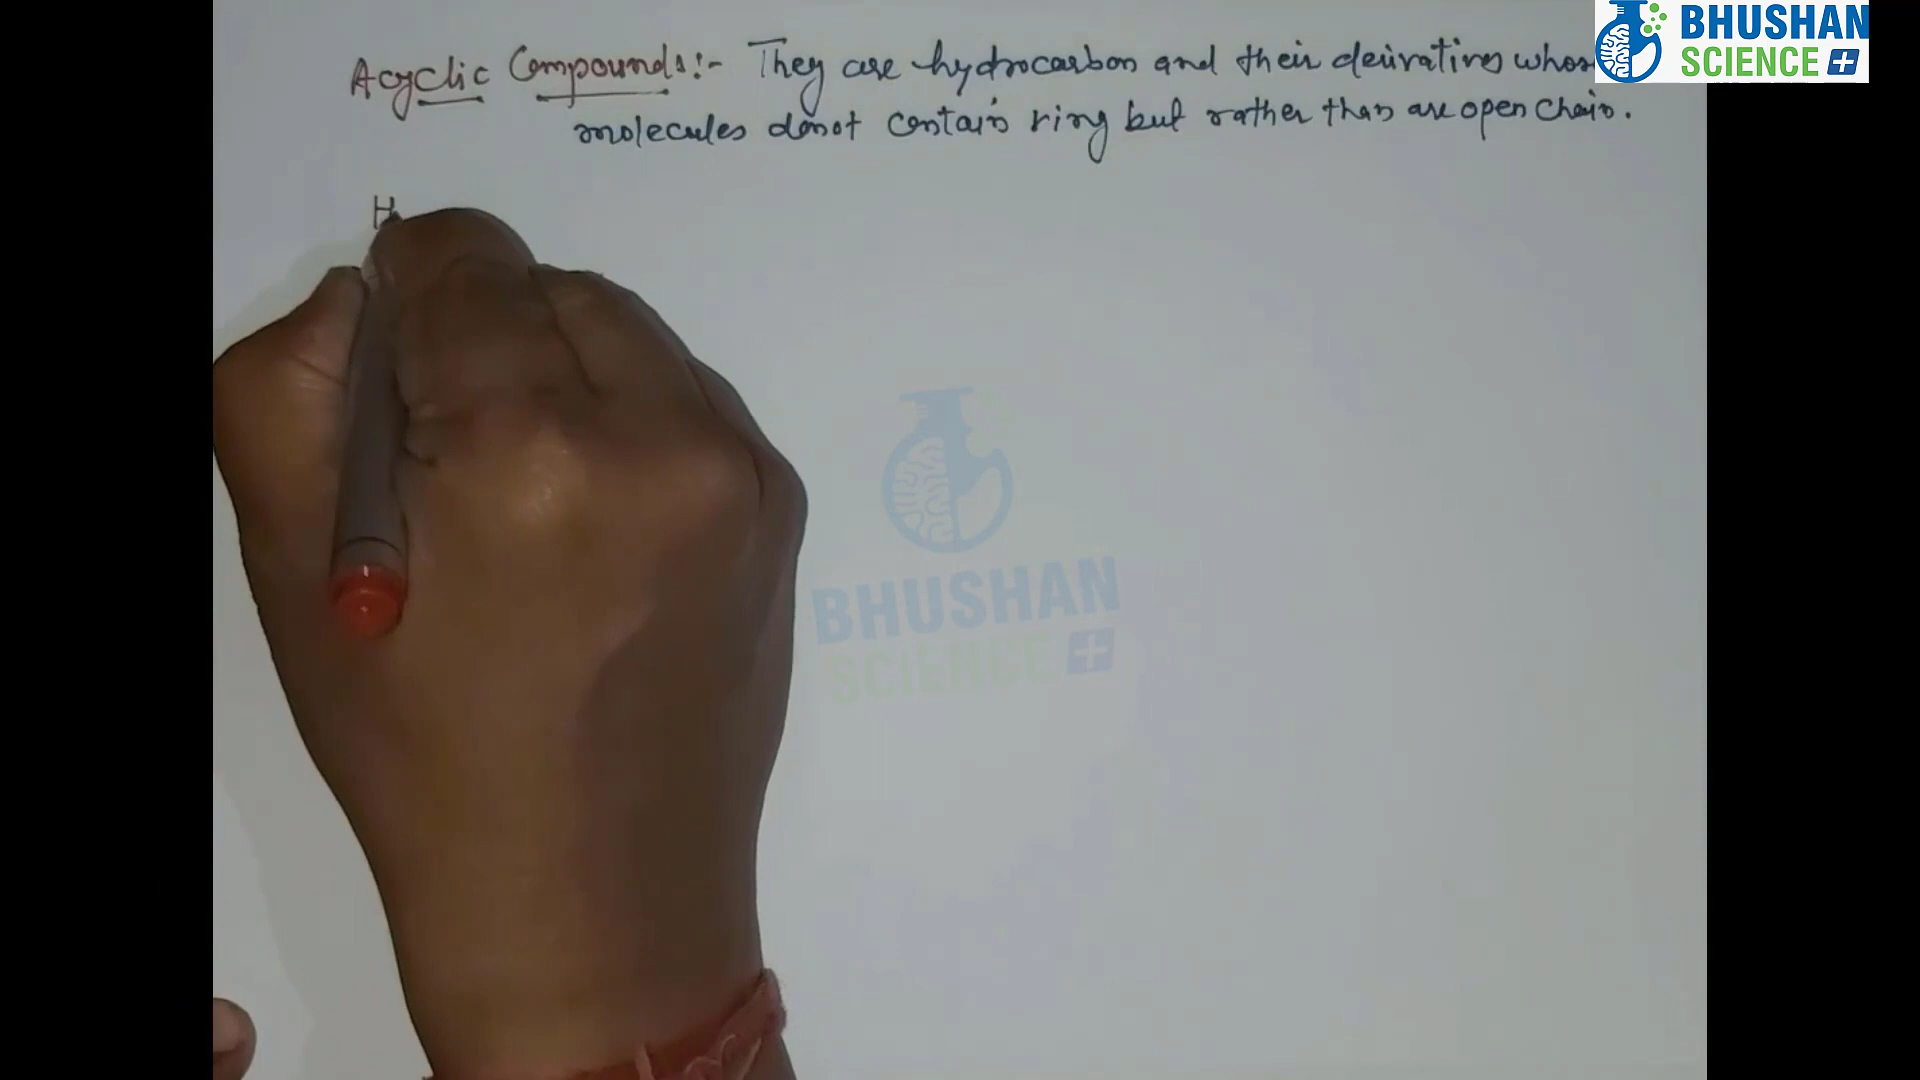 BHUSHAN
SCIENCE +
Acyclic Compounds:- They are hydrocarbon and their derivatives whos
molecules donot contain ring but rather than are open chain.
H
BHUSHAN
SCIENCE +